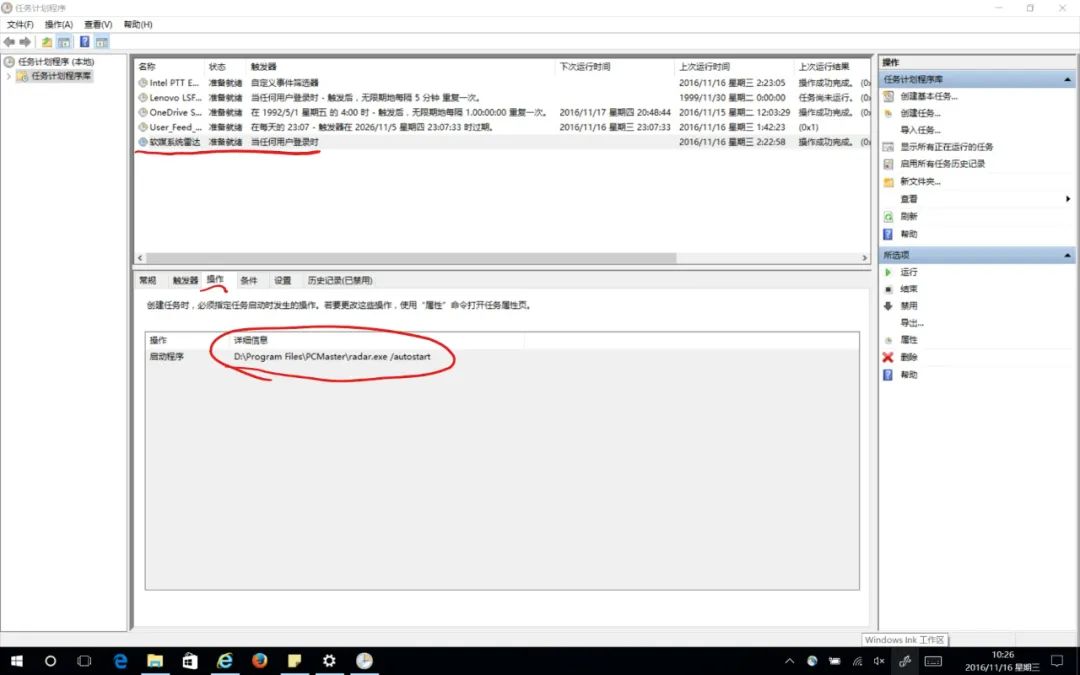 任务计划程序
文件(F) 操作(A) 查看(V) 帮助(H)
任务计划程序 (本地)
任务计划程序库
名称 状态 触发器 下次运行时间 上次运行时间 上次运行结果
Intel PTT E... 准备就绪 自定义事件筛选器 2016/11/16 星期三 2:23:05 操作成功完成。 (0x
Lenovo LSF... 准备就绪 当任何用户登录时 - 触发后，无限期地每隔 5 分钟 重复一次。 1999/11/30 星期二 0:00:00 任务尚未运行。 (0x
OneDrive S... 准备就绪 在 1992/5/1 星期五 的 4:00 时 - 触发后，无限期地每隔 1.00:00:00 重复一次。 2016/11/17 星期四 20:48:44 2016/11/15 星期二 12:03:29 操作成功完成。 (0x
User_Feed_... 准备就绪 在每天的 23:07 - 触发器在 2026/11/5 星期四 23:07:33 时过期。 2016/11/16 星期三 23:07:33 2016/11/16 星期三 1:42:23 (0x1)
软媒系统雷达 准备就绪 当任何用户登录时 2016/11/16 星期三 2:22:58 操作成功完成。 (0x
常规 触发器 操作 条件 设置 历史记录(已禁用)
创建任务时，必须指定任务启动时发生的操作。若要更改这些操作，使用“属性”命令打开任务属性页。
操作 详细信息
启动程序 D:\Program Files\PCMaster\radar.exe /autostart
操作
任务计划程序库
创建基本任务...
创建任务...
导入任务...
显示所有正在运行的任务
启用所有任务历史记录
新文件夹...
查看
刷新
帮助
所选项
运行
结束
禁用
导出...
属性
删除
帮助
Windows Ink 工作区
10:26
2016/11/16 星期三